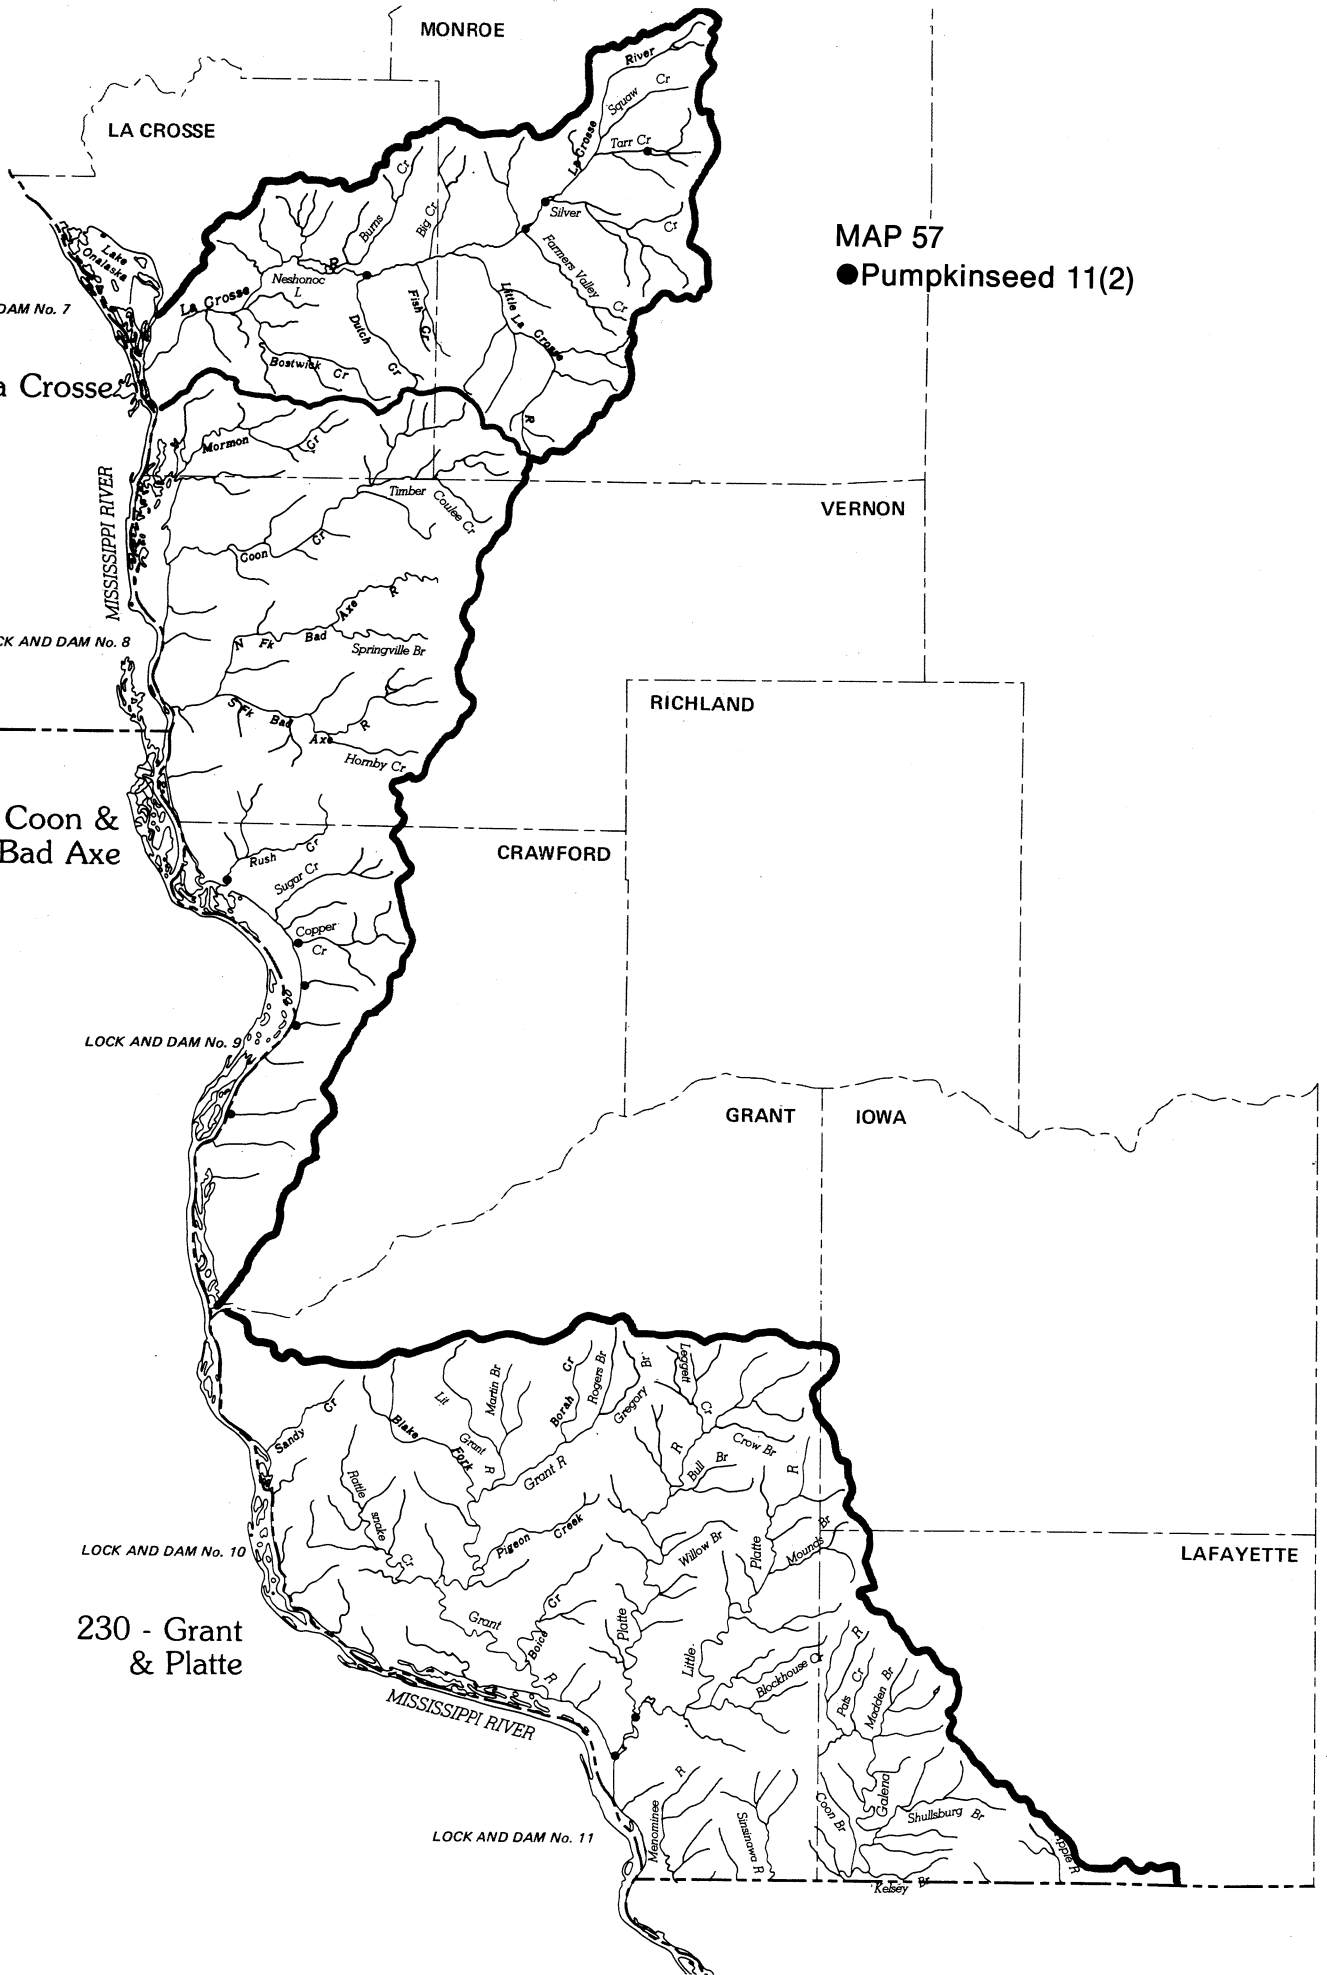 MONROE
River
Cr
Squaw
LA CROSSE
La Crosse
Tarr Cr
Cr
Burns
Big Cr
Silver
Cr
Lake
Onalaska
Farmers Valley
Cr
MAP 57
●Pumpkinseed 11(2)
R
Neshonoc
L
La Crosse
DAM No. 7
Fish Cr
Little La Crosse
R
Dutch
Cr
Bostwick Cr
a Crosse
Mormon
Cr
MISSISSIPPI RIVER
Timber
Coulee Cr
VERNON
Coon
Cr
N Fk Bad Axe R
CK AND DAM No. 8
Springville Br
RICHLAND
S Fk Bad
Axe R
Hornby Cr
Coon &
Bad Axe
Rush Cr
CRAWFORD
Sugar Cr
Copper
Cr
LOCK AND DAM No. 9
GRANT
IOWA
Sandy Cr
Blake
Fork
Lit
Grant
R
Martin Br
Borah Cr
Rogers Br
Gregory
Br
Leggett
Cr
R
Crow Br
Bull Br
R
Rattle
snake
Cr
Grant R
Pigeon Creek
Willow Br
Platte
Mounds Br
LOCK AND DAM No. 10
LAFAYETTE
230 - Grant
& Platte
Grant
R
Boice
Cr
Platte
Little
Blockhouse Cr
R
Pats Cr
Madden Br
MISSISSIPPI RIVER
R
Menominee
Sinsinawa R
Coon Br
Galena
Shullsburg Br
LOCK AND DAM No. 11
Apple R
Kelsey Br